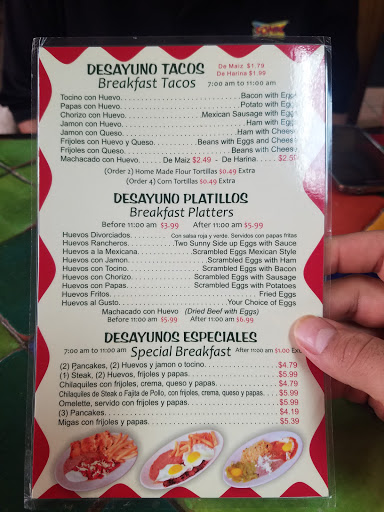 DESAYUNO TACOS De Maiz $1.79
Breakfast Tacos De Harina $1.99
7:00 am to 11:00 am
Tocino con Huevo. Bacon with Eggs
Papas con Huevo. Potato with Egg
Chorizo con Huevo. Mexican Sausage with Eggs
Jamon con Huevo. Ham with Eggs
Jamon con Queso. Ham with Cheese
Frijoles con Huevo y Queso. Beans with Eggs and Cheese
Frijoles con Queso. Beans with Cheese
Machacado con Huevo. De Maiz $2.49 - De Harina. $2.59
(Order 2) Home Made Flour Tortillas $0.49 Extra
(Order 4) Corn Tortillas $0.49 Extra
DESAYUNO PLATILLOS
Breakfast Platters
Before 11:00 am $3.99 After 11:00 am $5.99
Huevos Divorciados. Con salsa roja y verde. Servidos con papas fritas
Huevos Rancheros. Two Sunny Side up Eggs with Sauce
Huevos a la Mexicana. Scrambled Eggs Mexican Style
Huevos con Jamon. Scrambled Eggs with Ham
Huevos con Tocino. Scrambled Eggs with Bacon
Huevos con Chorizo. Scrambled Eggs with Sausage
Huevos con Papas. Scrambled Eggs with Potatoes
Huevos Fritos. Fried Eggs
Huevos al Gusto. Your Choice of Eggs
Machacado con Huevo (Dried Beef with Eggs)
Before 11:00 am $5.99 After 11:00 am $6.99
DESAYUNOS ESPECIALES
7:00 am to 11:00 am Special Breakfast After 11:00 am $1.00
(2) Pancakes, (2) Huevos y jamon o tocino. $4.79
(1) Steak, (2) Huevos, frijoles y papas. $5.99
Chilaquiles con frijoles, crema, queso y papas. $4.79
Chilaquiles de Steak o Fajita de Pollo, con frijoles, crema, queso y papas. $5.99
Omelette, servido con frijoles y papas. $5.99
(3) Pancakes. $4.19
Migas con frijoles y papas. $5.39